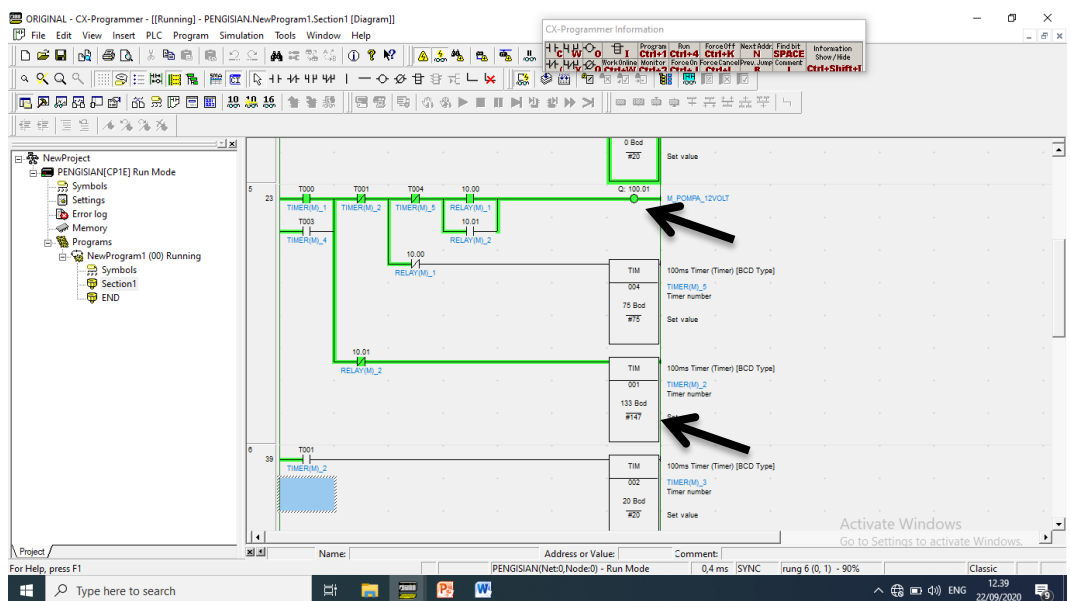 ORIGINAL - CX-Programmer - [[Running] - PENGISIAN.NewProgram1.Section1 [Diagram]]
File Edit View Insert PLC Program Simulation Tools Window Help
CX-Programmer Information
Program Run Force Off Next Addr. Find bit Information
C W O I Ctrl+1 Ctrl+4 Ctrl+K N SPACE Show / Hide
Work Online Monitor Force On Force Cancel Prev. Jump Comment
Ctrl+Shift+I
10 10 16
NewProject
PENGISIAN[CP1E] Run Mode
Symbols
Settings
Error log
Memory
Programs
NewProgram1 (00) Running
Symbols
Section1
END
Project
0 Bcd
#20 Set value
5
23
T000 T001 T004 10.00 Q: 100.01
TIMER(M)_1 TIMER(M)_2 TIMER(M)_5 RELAY(M)_1 M_POMPA_12VOLT
T003 10.01
TIMER(M)_4 RELAY(M)_2
10.00
RELAY(M)_1
TIM 100ms Timer (Timer) [BCD Type]
004 TIMER(M)_5
Timer number
75 Bcd
#75 Set value
10.01
RELAY(M)_2
TIM 100ms Timer (Timer) [BCD Type]
001 TIMER(M)_2
Timer number
133 Bcd
#147
6
39
T001
TIMER(M)_2
TIM 100ms Timer (Timer) [BCD Type]
002 TIMER(M)_3
Timer number
20 Bcd
#20 Set value
Activate Windows
Go to Settings to activate Windows.
Name: Address or Value: Comment:
For Help, press F1 PENGISIAN(Net:0,Node:0) - Run Mode 0,4 ms SYNC rung 6 (0, 1) - 90% Classic
Type here to search
ENG
12.39
22/09/2020
9